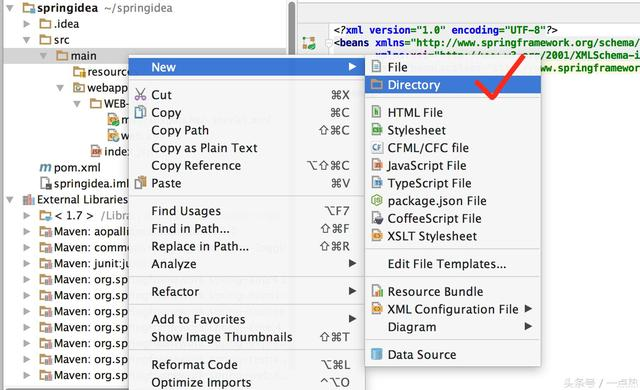 springidea ~/springidea
.idea
src
main
resource
webapp
WEB-
index
pom.xml
springidea.iml
External Libraries
< 1.7 > /Libra
Maven: aopalli
Maven: commo
Maven: junit:ju
Maven: org.sp
Maven: org.sp
Maven: org.sp
Maven: org.sp
Maven: org.sp
Maven: org.sp
Maven: org.sp
New
Cut ⌘X
Copy ⌘C
Copy Path ⇧⌘C
Copy as Plain Text
Copy Reference ⌥⇧⌘C
Paste ⌘V
Find Usages ⌥F7
Find in Path... ⇧⌘F
Replace in Path... ⇧⌘R
Analyze
Refactor
Add to Favorites
Show Image Thumbnails ⇧⌘T
Reformat Code ⌥⌘L
Optimize Imports ^⌥O
File
Directory
HTML File
Stylesheet
CFML/CFC file
JavaScript File
TypeScript File
package.json File
CoffeeScript File
XSLT Stylesheet
Edit File Templates...
Resource Bundle
XML Configuration File
Diagram
Data Source
<?xml version="1.0" encoding="UTF-8"?>
<beans xmlns="http://www.springframework.org/schema/
2001/XMLSchema-i
.springframewor
头条号 / 一点热